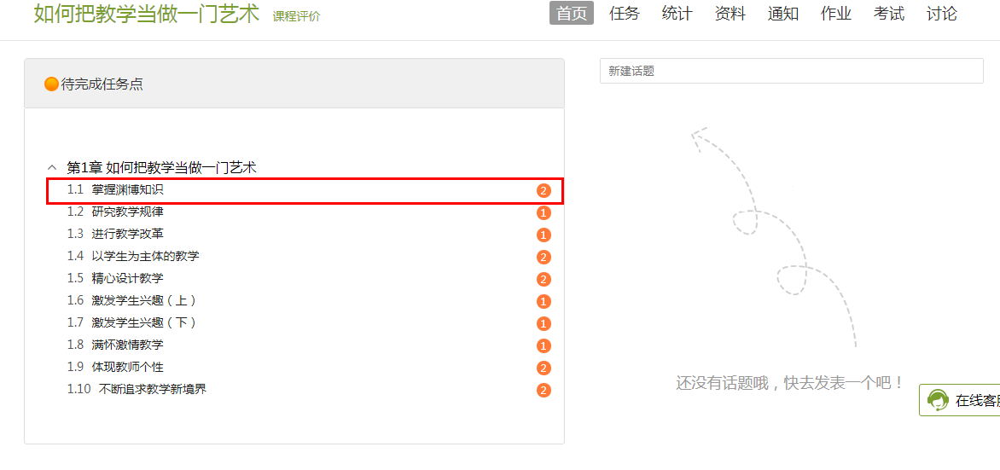 如何把教学当做一门艺术 课程评价
首页 任务 统计 资料 通知 作业 考试 讨论
待完成任务点
第1章 如何把教学当做一门艺术
1.1 掌握渊博知识 2
1.2 研究教学规律 1
1.3 进行教学改革 1
1.4 以学生为主体的教学 2
1.5 精心设计教学 2
1.6 激发学生兴趣（上） 1
1.7 激发学生兴趣（下） 1
1.8 满怀激情教学 1
1.9 体现教师个性 2
1.10 不断追求教学新境界 2
新建话题
还没有话题哦，快去发表一个吧！
在线客服